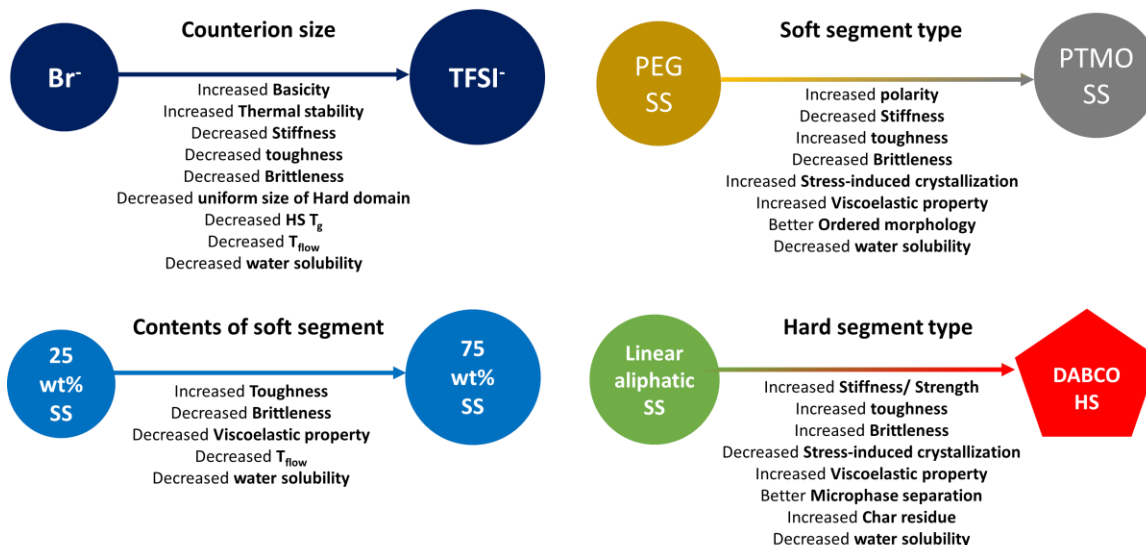 Counterion size
Br-
TFSI-
Increased Basicity
Increased Thermal stability
Decreased Stiffness
Decreased toughness
Decreased Brittleness
Decreased uniform size of Hard domain
Decreased HS Tg
Decreased Tflow
Decreased water solubility
Soft segment type
PEG
SS
PTMO
SS
Increased polarity
Decreased Stiffness
Increased toughness
Decreased Brittleness
Increased Stress-induced crystallization
Increased Viscoelastic property
Better Ordered morphology
Decreased water solubility
Contents of soft segment
25
wt%
SS
75
wt%
SS
Increased Toughness
Decreased Brittleness
Decreased Viscoelastic property
Decreased Tflow
Decreased water solubility
Hard segment type
Linear
aliphatic
SS
DABCO
HS
Increased Stiffness/ Strength
Increased toughness
Increased Brittleness
Decreased Stress-induced crystallization
Increased Viscoelastic property
Better Microphase separation
Increased Char residue
Decreased water solubility